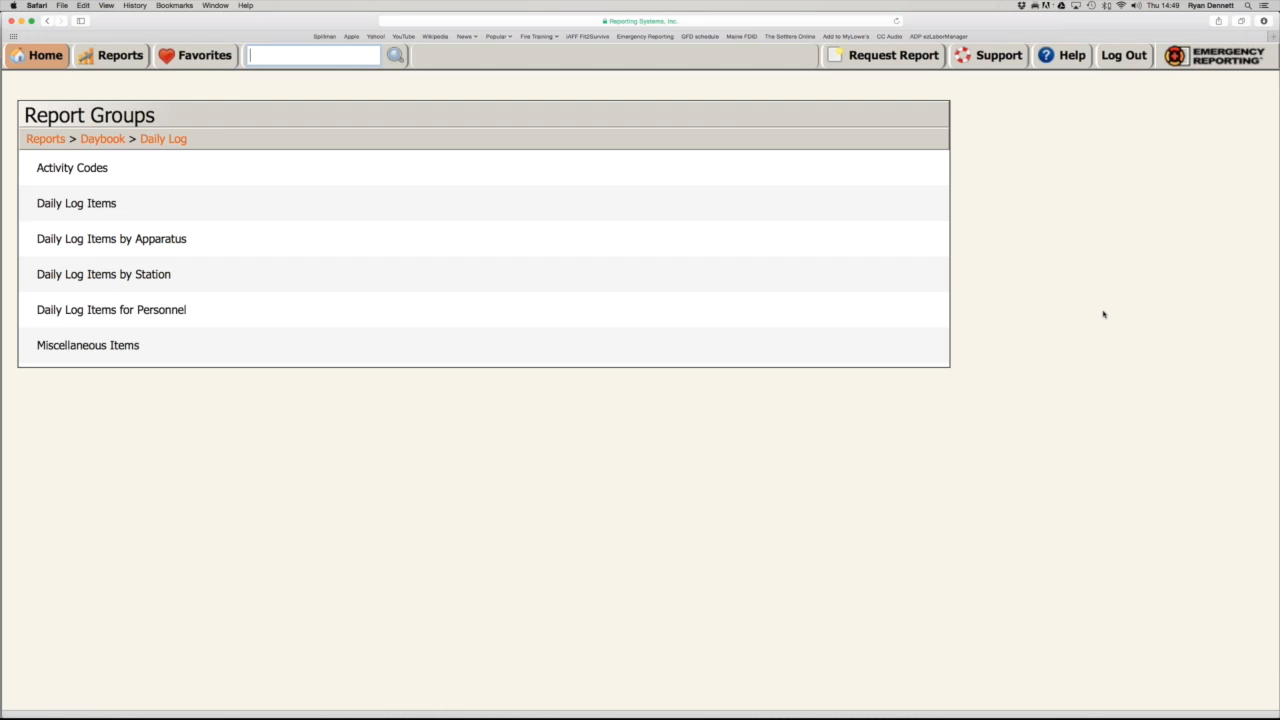 Safari File Edit View History Bookmarks Window Help Thu 14:49 Ryan Dennett
Reporting Systems, Inc.
Spillman Apple Yahoo! YouTube Wikipedia News Popular Fire Training IAFF Fit2Survive Emergency Reporting GFD schedule Maine FDID The Settlers Online Add to MyLowe's CC Audio ADP ezLaborManager
Home Reports Favorites Request Report Support Help Log Out EMERGENCY REPORTING
Report Groups
Reports > Daybook > Daily Log
Activity Codes
Daily Log Items
Daily Log Items by Apparatus
Daily Log Items by Station
Daily Log Items for Personnel
Miscellaneous Items